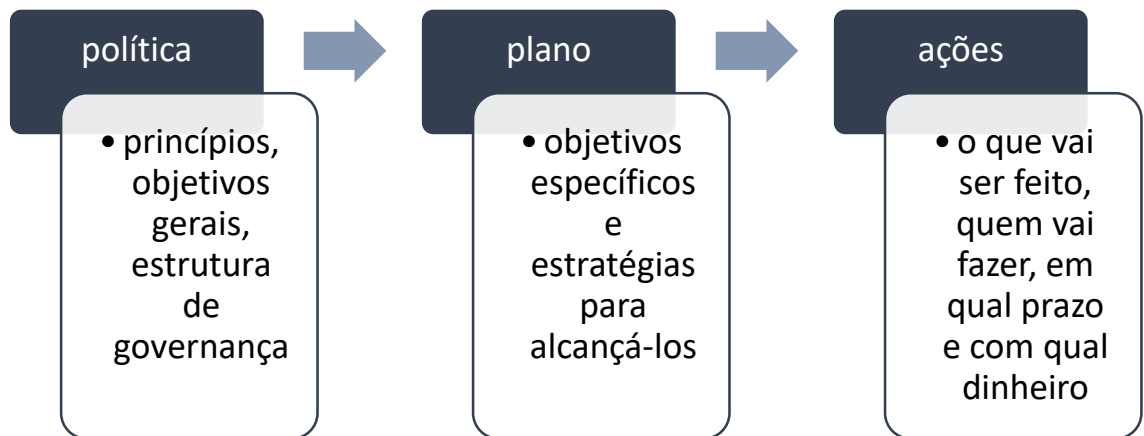 política
• princípios,
objetivos
gerais,
estrutura
de
governança
plano
• objetivos
específicos
e
estratégias
para
alcançá-los
ações
• o que vai
ser feito,
quem vai
fazer, em
qual prazo
e com qual
dinheiro